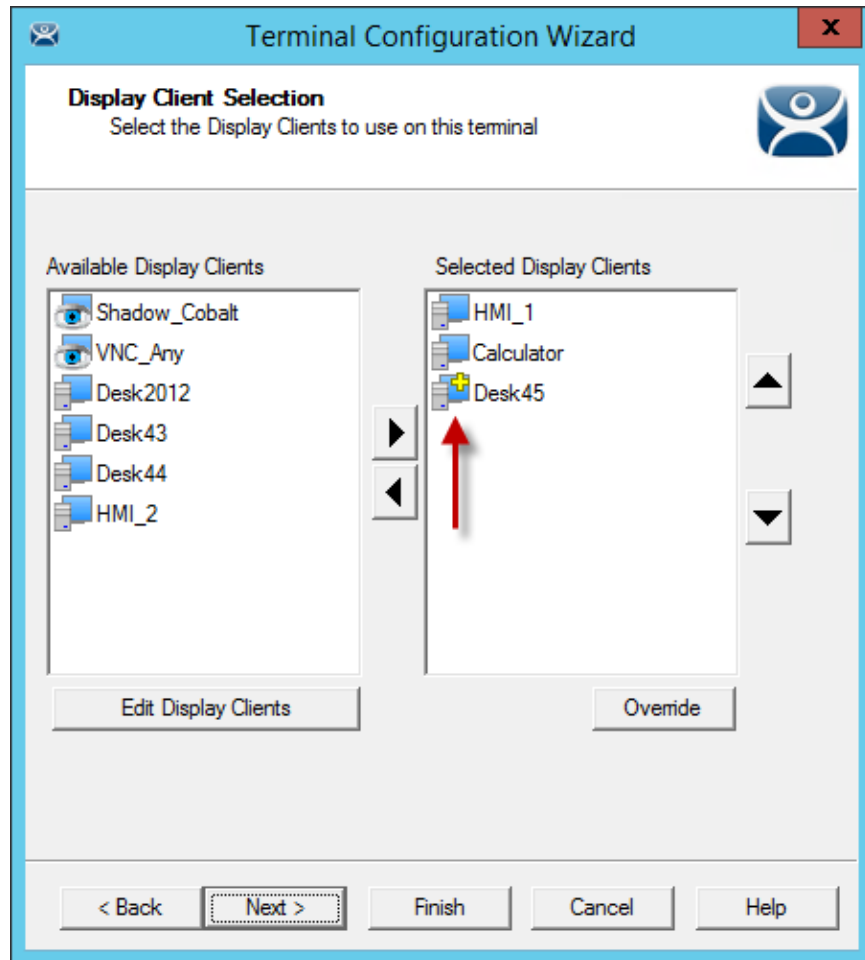 Terminal Configuration Wizard
x
Display Client Selection
Select the Display Clients to use on this terminal
Available Display Clients
Selected Display Clients
Shadow_Cobalt
VNC_Any
Desk2012
Desk43
Desk44
HMI_2
HMI_1
Calculator
Desk45
Edit Display Clients
Override
< Back
Next >
Finish
Cancel
Help